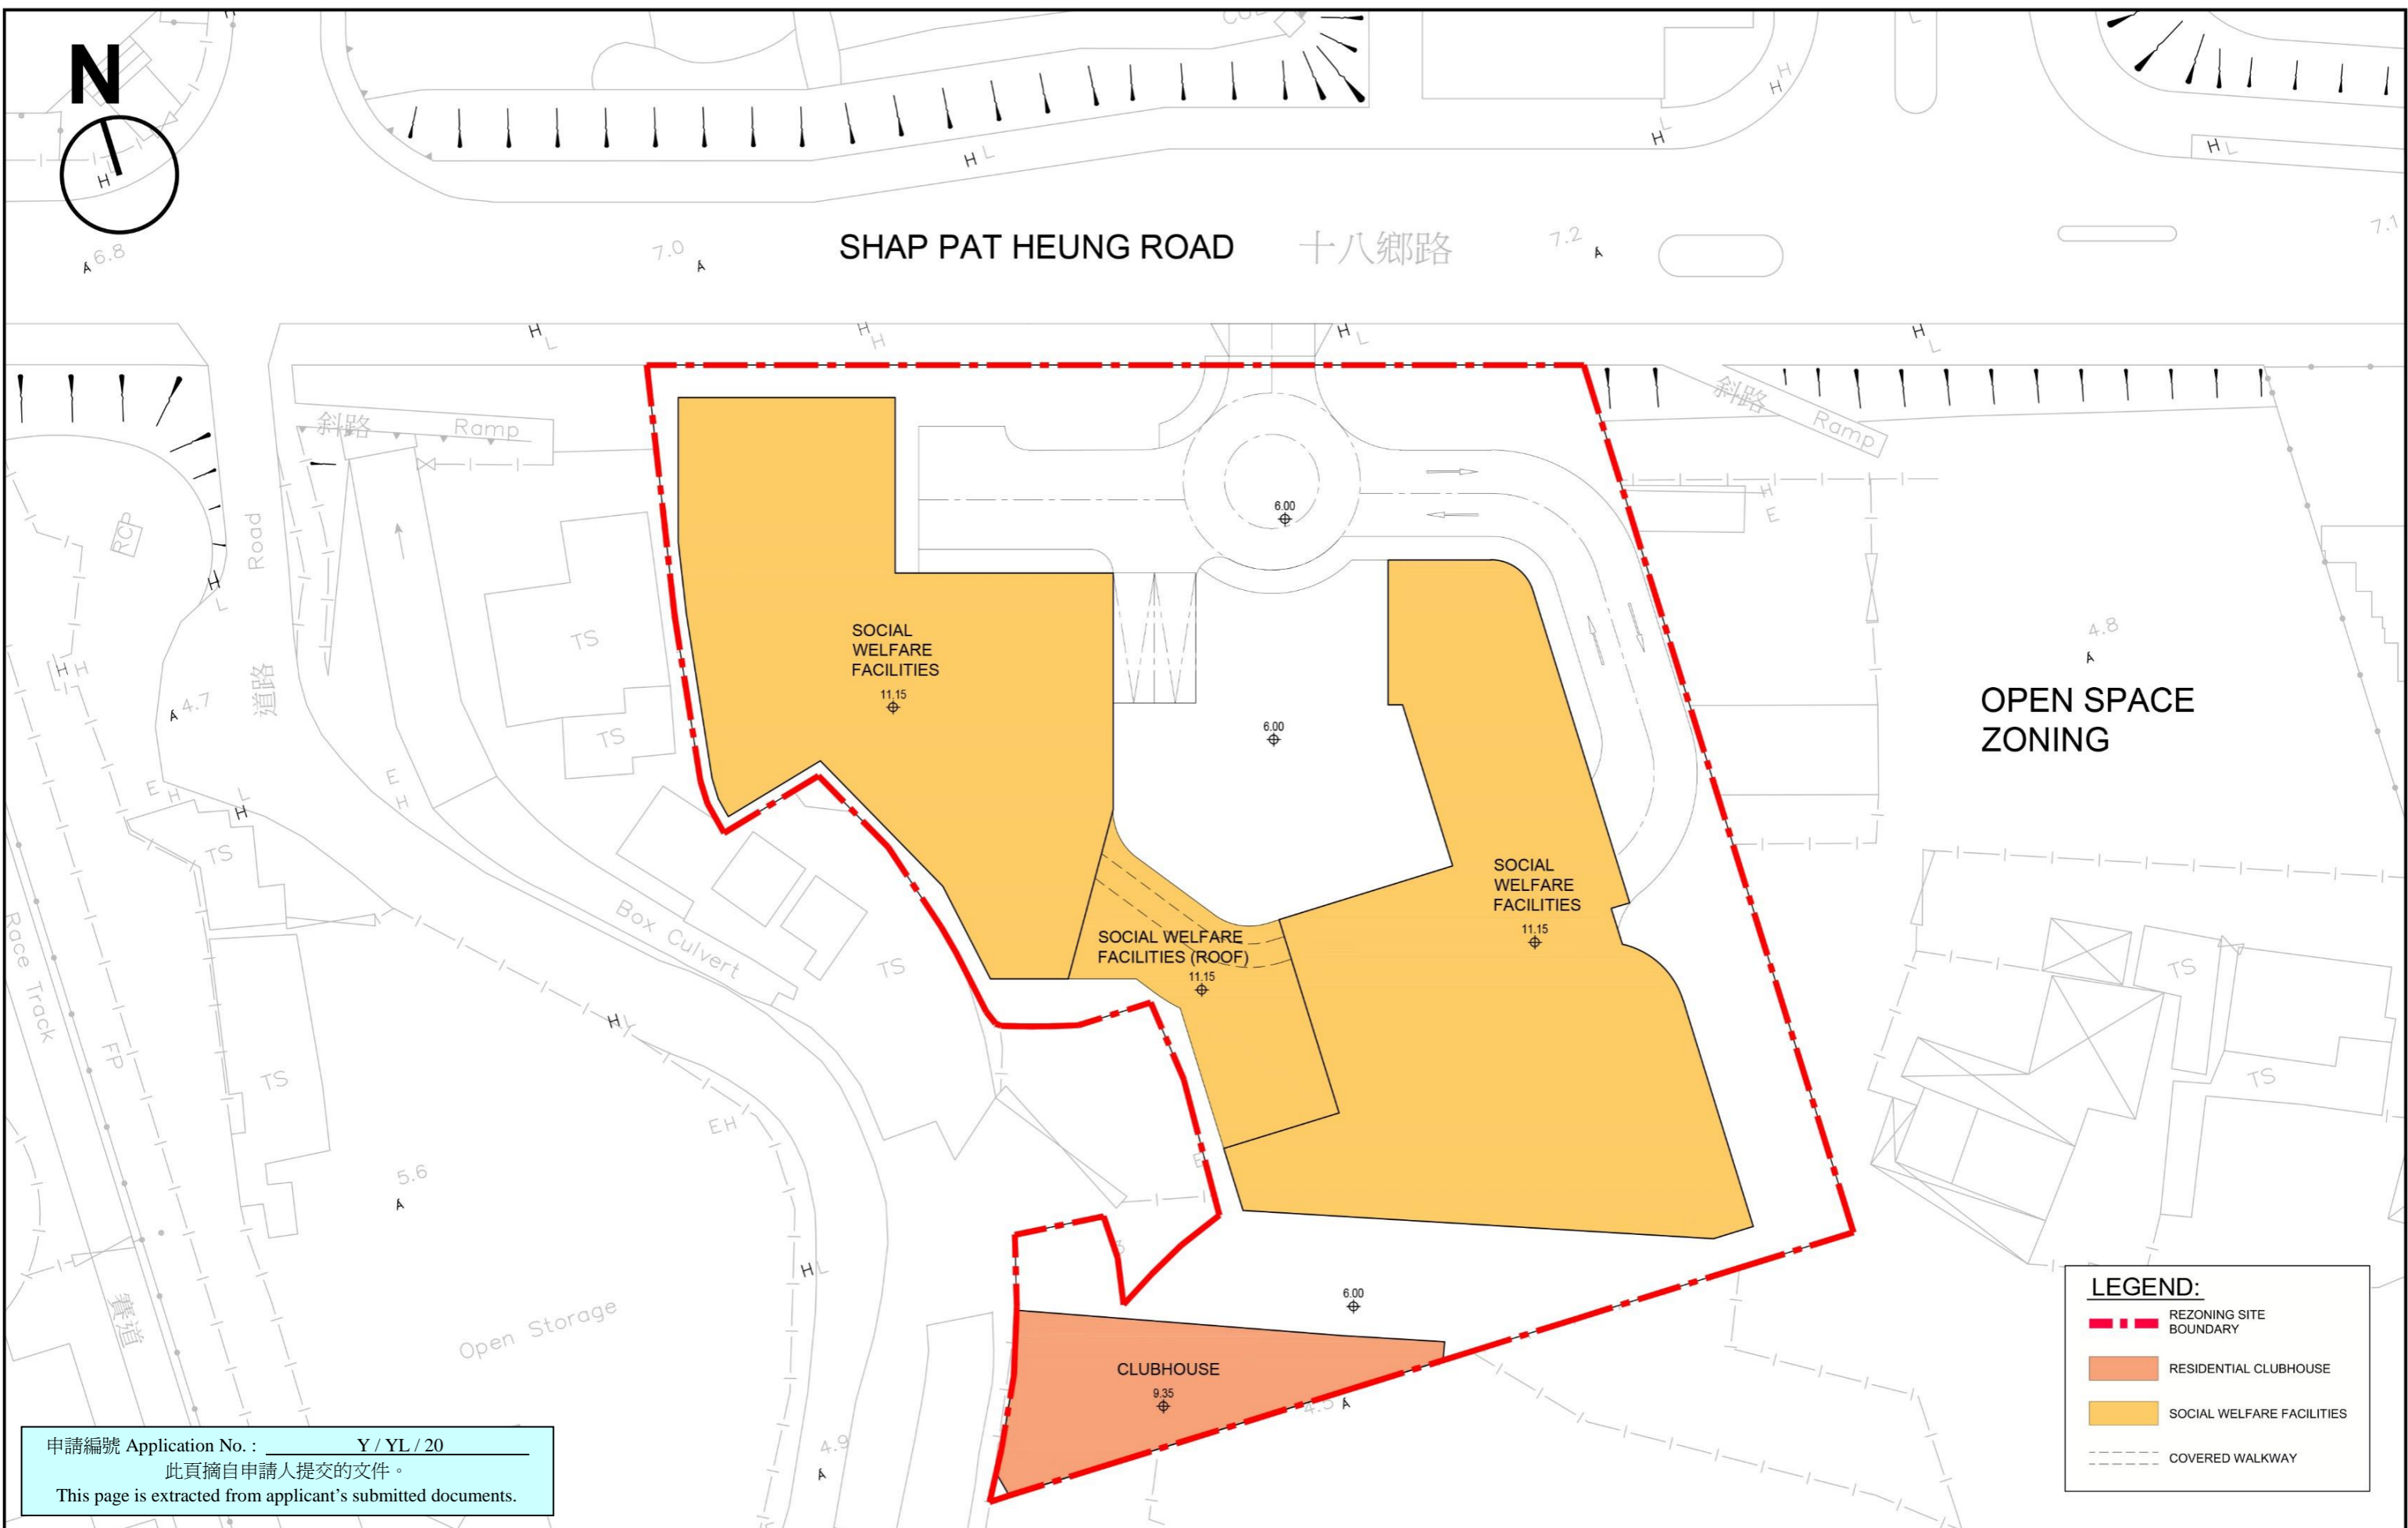 N
SHAP PAT HEUNG ROAD 十八鄉路
6.8
7.0
7.2
7.1
H L
H L
H L
H L
H H
H L
H L
斜路 Ramp
斜路
Ramp
RCP
Road
道路
TS
TS
6.00
SOCIAL
WELFARE
FACILITIES
11.15
6.00
4.7
4.8
OPEN SPACE
ZONING
SOCIAL
WELFARE
FACILITIES
11.15
SOCIAL WELFARE
FACILITIES (ROOF)
11.15
TS
Box Culvert
TS
TS
TS
TS
Race Track
FP
EH
5.6
賽道
Open Storage
6.00
CLUBHOUSE
9.35
4.9
LEGEND:
REZONING SITE
BOUNDARY
RESIDENTIAL CLUBHOUSE
SOCIAL WELFARE FACILITIES
COVERED WALKWAY
申請編號 Application No. : Y / YL / 20
此頁摘自申請人提交的文件。
This page is extracted from applicant's submitted documents.